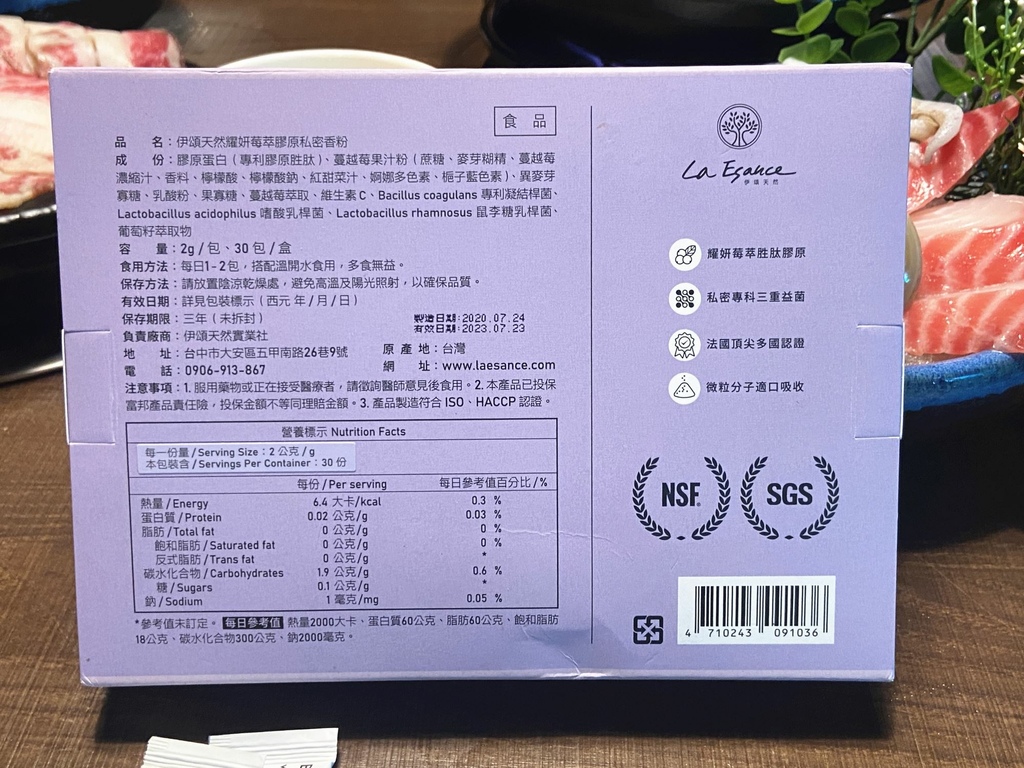 食 品
品 名：伊頌天然耀妍莓萃膠原私密香粉
成 份：膠原蛋白（專利膠原胜肽）、蔓越莓果汁粉（蔗糖、麥芽糊精、蔓越莓
濃縮汁、香料、檸檬酸、檸檬酸鈉、紅甜菜汁、婀娜多色素、梔子藍色素）、異麥芽
寡糖、乳酸粉、果寡糖、蔓越莓萃取、維生素C、Bacillus coagulans 專利凝結桿菌、
Lactobacillus acidophilus 嗜酸乳桿菌、Lactobacillus rhamnosus 鼠李糖乳桿菌、
葡萄籽萃取物
容 量：2g / 包、30 包 / 盒
食用方法：每日1-2包，搭配溫開水食用，多食無益。
保存方法：請放置陰涼乾燥處，避免高溫及陽光照射，以確保品質。
有效日期：詳見包裝標示（西元 年 / 月 / 日）
保存期限：三年（未拆封）
製造日期:2020.07.24
有效日期:2023.07.23
負責廠商：伊頌天然實業社
地 址：台中市大安區五甲南路26巷9號 原 產 地：台灣
電 話：0906-913-867 網 址：www.laesance.com
注意事項：1. 服用藥物或正在接受醫療者，請徵詢醫師意見後食用。2. 本產品已投保
富邦產品責任險，投保金額不等同理賠金額。3. 產品製造符合 ISO、HACCP 認證。
營養標示 Nutrition Facts
每一份量 / Serving Size：2 公克 / g
本包裝含 / Servings Per Container：30 份
每份 / Per serving 每日參考值百分比 / %
熱量 / Energy 6.4 大卡/kcal 0.3 %
蛋白質 / Protein 0.02 公克/g 0.03 %
脂肪 / Total fat 0 公克/g 0 %
飽和脂肪 / Saturated fat 0 公克/g 0 %
反式脂肪 / Trans fat 0 公克/g *
碳水化合物 / Carbohydrates 1.9 公克/g 0.6 %
糖 / Sugars 0.1 公克/g *
鈉 / Sodium 1 毫克/mg 0.05 %
*參考值未訂定。 每日參考值 熱量2000大卡、蛋白質60公克、脂肪60公克、飽和脂肪
18公克、碳水化合物300公克、鈉2000毫克。
La Esance
伊頌天然
耀妍莓萃胜肽膠原
私密專科三重益菌
法國頂尖多國認證
微粒分子適口吸收
NSF® SGS
4 710243 091036